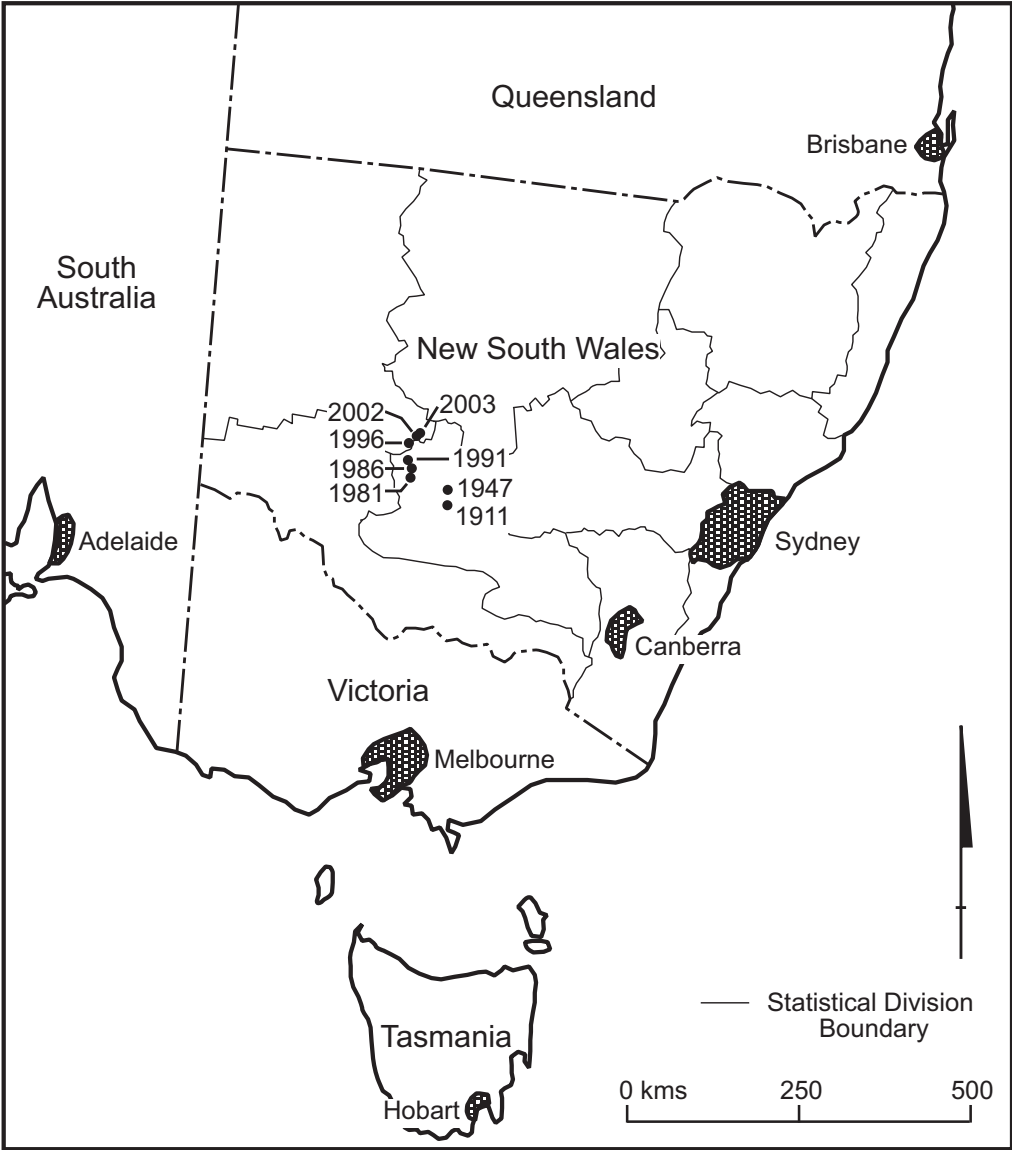 Queensland
Brisbane
South
Australia
New South Wales
2002
2003
1996
1991
1986
1981
1947
1911
Adelaide
Sydney
Canberra
Victoria
Melbourne
Statistical Division
Boundary
Tasmania
Hobart
0 kms 250 500